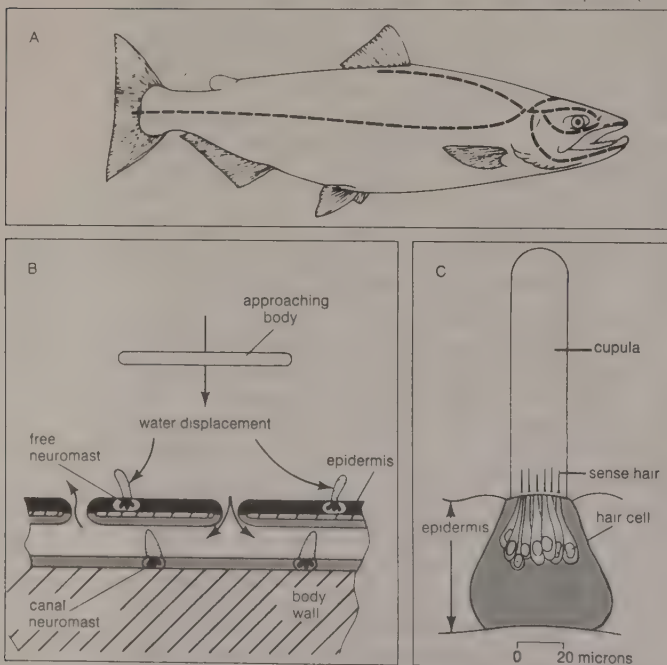 A
B
approaching
body
water displacement
free
neuromast
epidermis
canal
neuromast
body
wall
C
cupula
sense hair
hair cell
epidermis
0 20 microns